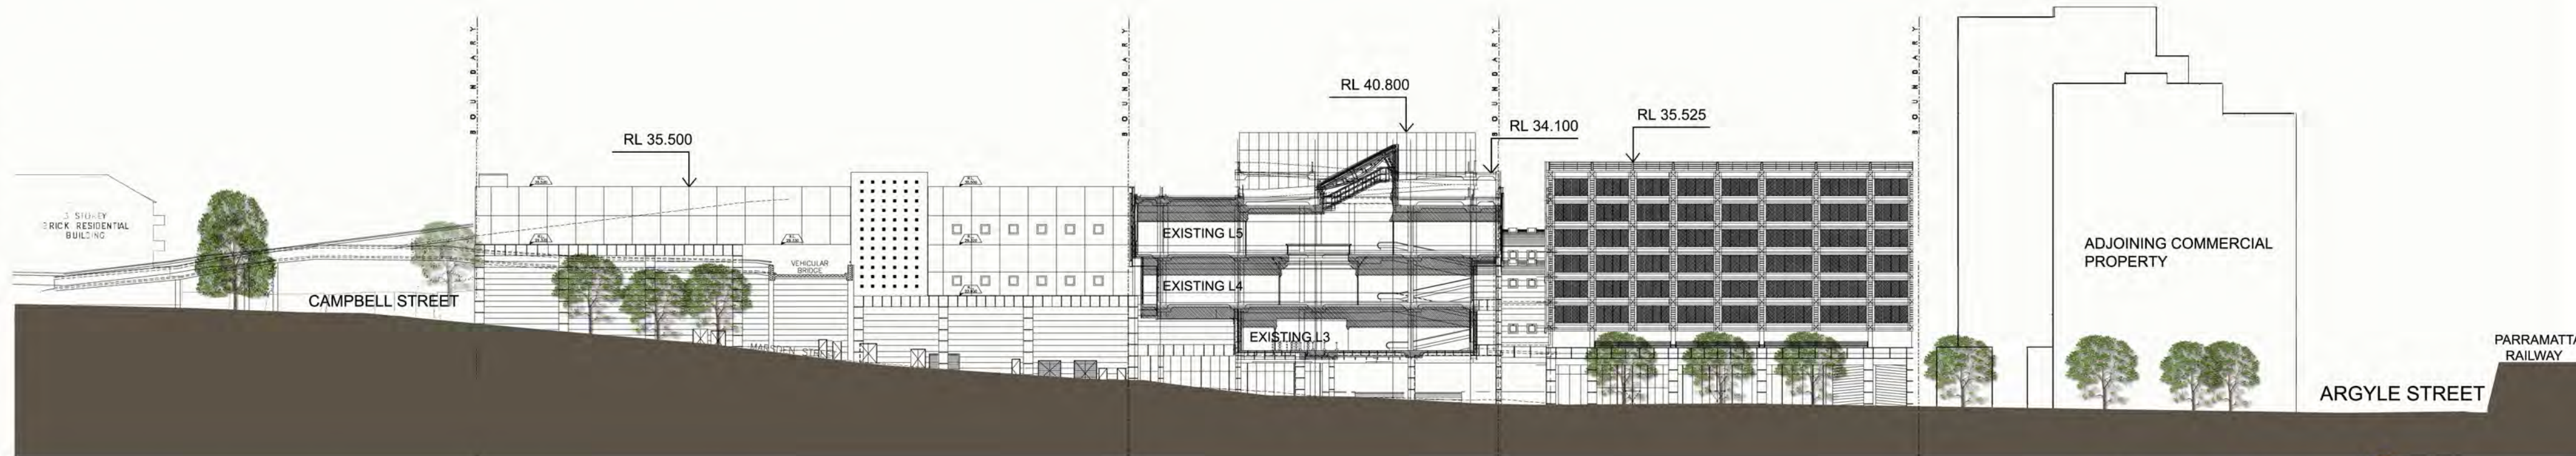 BOUNDARY
BOUNDARY
BOUNDARY
BOUNDARY
RL 40.800
RL 34.100
RL 35.525
RL 35.500
3 STOREY
BRICK RESIDENTIAL
BUILDING
EXISTING L5
VEHICULAR
BRIDGE
EXISTING L4
CAMPBELL STREET
EXISTING L3
MARSDEN STREET
ADJOINING COMMERCIAL
PROPERTY
PARRAMATTA
RAILWAY
ARGYLE STREET